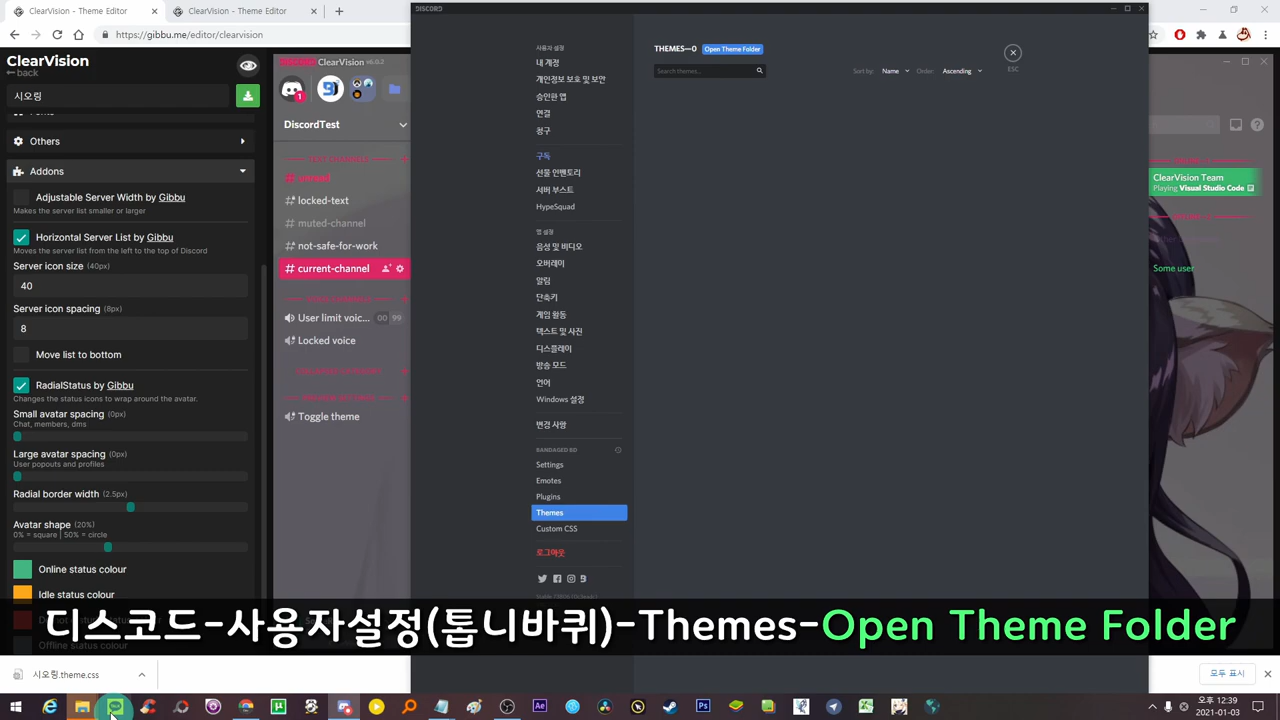 ClearVision - Theme Editor
ClearVision - Theme Editor
https://gibbu.me/editor/clearvision
ClearVision
back
시오링
Others
Addons
Adjustable Server Width by Gibbu
Makes the server list smaller or larger
Horizontal Server List by Gibbu
Moves the server list from the left to the top of Discord
Server icon size (40px)
40
Server icon spacing (8px)
8
Move list to bottom
RadialStatus by Gibbu
Changes the status icons to wrap around the avatar.
Small avatar spacing (0px)
Chat, members, dms
Large avatar spacing (0px)
User popouts and profiles
Radial border width (2.5px)
Avatar shape (20%)
0% = square | 50% = circle
Online status colour
Idle status colour
Offline status colour
DISCORD
ClearVision v6.0.2
1
DiscordTest
# unread
locked-text
# muted-channel
not-safe-for-work
# current-channel
User limit voic... 00 99
Locked voice
Toggle theme
DISCORD
사용자 설정
내 계정
개인정보 보호 및 보안
승인한 앱
연결
청구
구독
선물 인벤토리
서버 부스트
HypeSquad
앱 설정
음성 및 비디오
오버레이
알림
단축키
게임 활동
텍스트 및 사진
디스플레이
방송 모드
언어
Windows 설정
변경 사항
BANDAGED BD
Settings
Emotes
Plugins
Themes
Custom CSS
로그아웃
THEMES—0 Open Theme Folder
Search themes...
Sort by: Name Order: Ascending
ESC
ClearVision Team
Playing Visual Studio Code
Some user
디스코드-사용자설정(톱니바퀴)-Themes-Open Theme Folder
시오링.theme.css
모두 표시
오후 12:39
2021-01-03